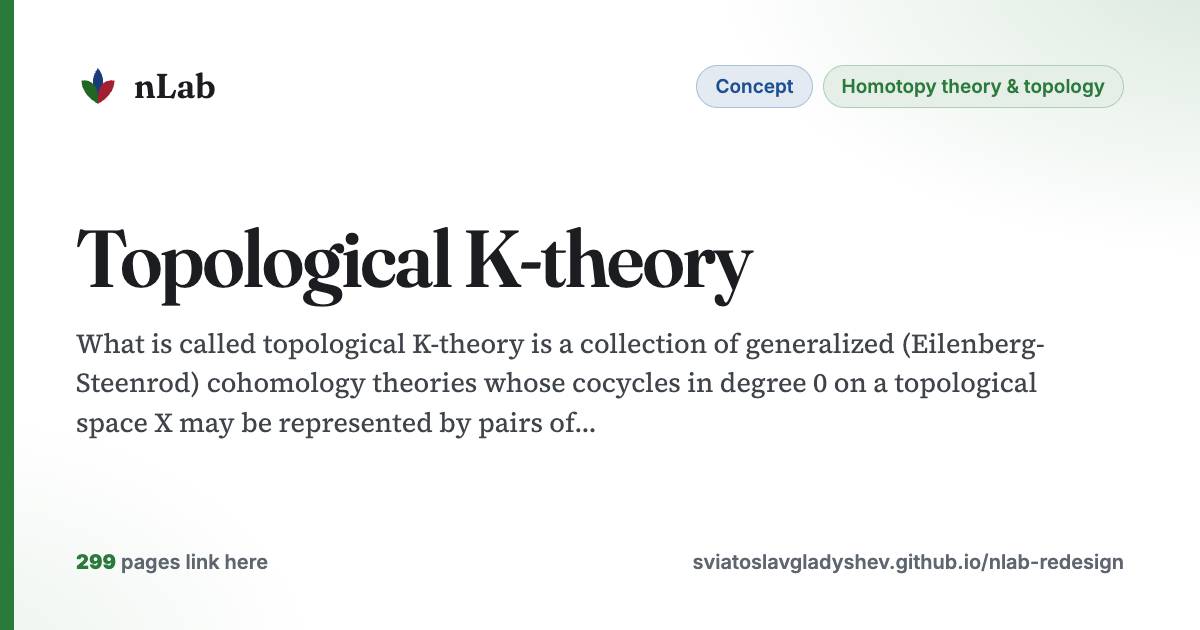 nLab
Concept
Homotopy theory & topology
Topological K-theory
What is called topological K-theory is a collection of generalized (Eilenberg-
Steenrod) cohomology theories whose cocycles in degree 0 on a topological
space X may be represented by pairs of...
299 pages link here
sviatoslavgladyshev.github.io/nlab-redesign